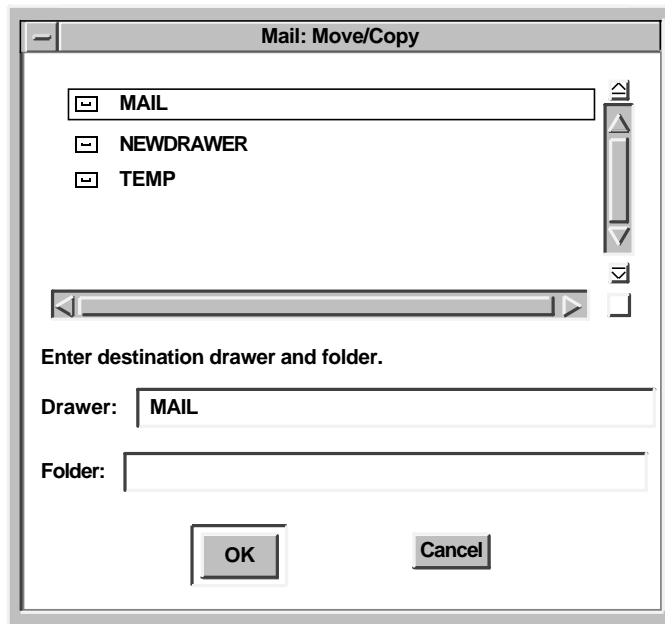 Mail: Move/Copy
MAIL
NEWDRAWER
TEMP
Enter destination drawer and folder.
Drawer: MAIL
Folder:
OK Cancel